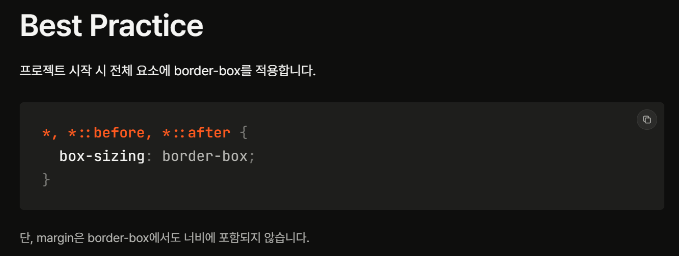 Best Practice
프로젝트 시작 시 전체 요소에 border-box를 적용합니다.
*, *::before, *::after {
  box-sizing: border-box;
}
단, margin은 border-box에서도 너비에 포함되지 않습니다.